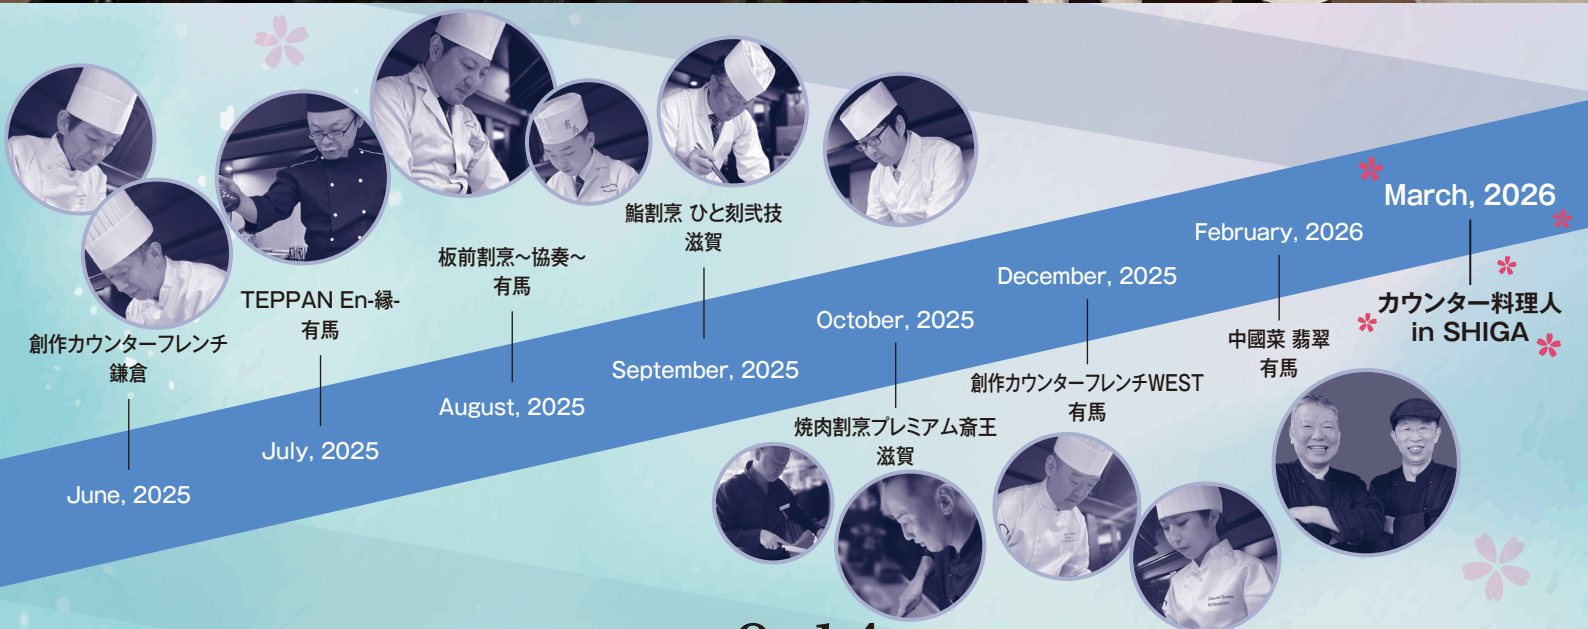 創作カウンターフレンチ
鎌倉
June, 2025
TEPPAN En-縁-
有馬
July, 2025
板前割烹～協奏～
有馬
August, 2025
鮨割烹 ひと刻弐技
滋賀
September, 2025
October, 2025
焼肉割烹プレミアム斎王
滋賀
December, 2025
創作カウンターフレンチWEST
有馬
February, 2026
中國菜 翡翠
有馬
March, 2026
カウンター料理人
in SHIGA